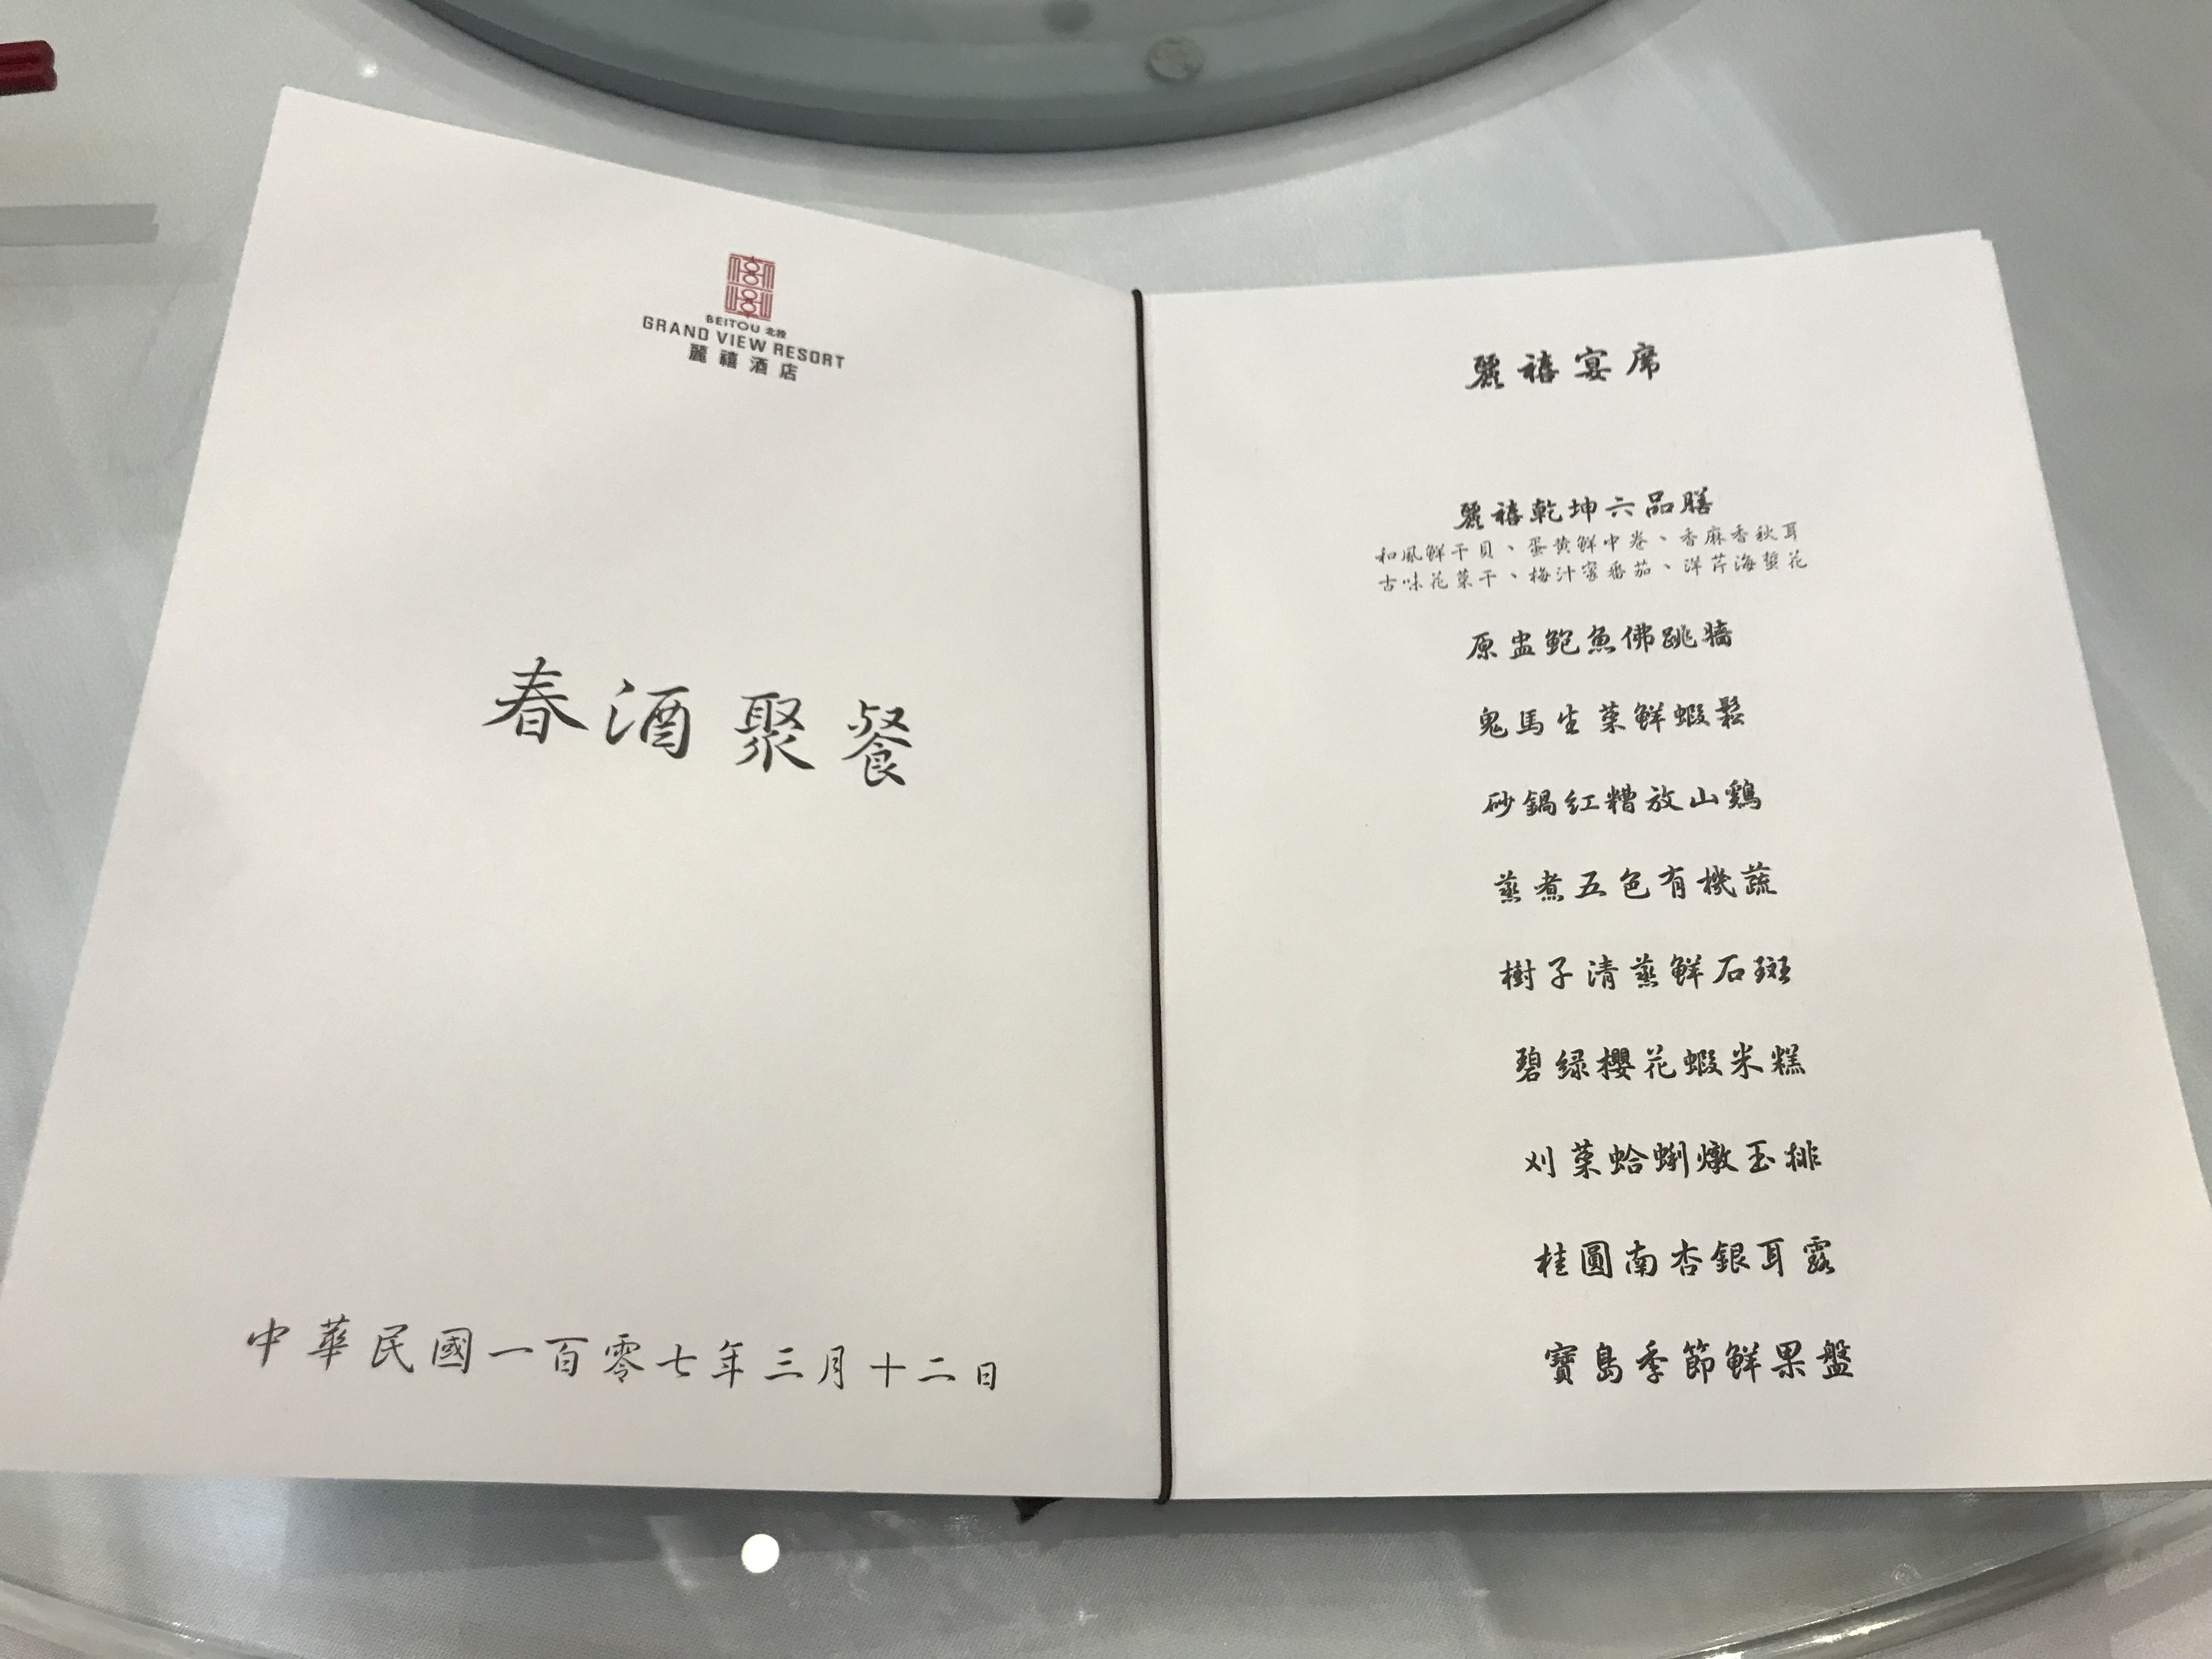 BEITOU 北投
GRAND VIEW RESORT
麗禧酒店
春酒聚餐
中華民國一百零七年三月十二日
麗禧宴席
麗禧乾坤六品膳
和風鮮干貝、蛋黄鮮中卷、香麻香秋耳
古味花菜干、梅汁蜜番茄、洋芹海蜇花
原盅鮑魚佛跳牆
鬼馬生菜鮮蝦鬆
砂鍋紅糟放山鷄
蒸煮五色有機蔬
樹子清蒸鮮石斑
碧绿櫻花蝦米糕
刈菜蛤蜊燉玉排
桂圓南杏銀耳露
寶島季節鮮果盤